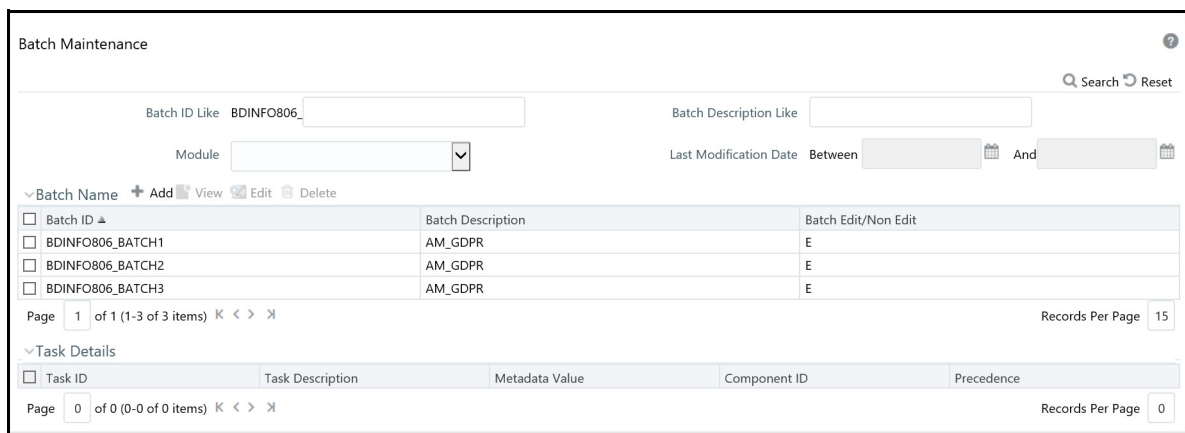 Batch Maintenance
?
Search Reset
Batch ID Like BDINFO806_ Batch Description Like
Module Last Modification Date Between And
Batch Name + Add View Edit Delete
Batch ID Batch Description Batch Edit/Non Edit
BDINFO806_BATCH1 AM_GDPR E
BDINFO806_BATCH2 AM_GDPR E
BDINFO806_BATCH3 AM_GDPR E
Page 1 of 1 (1-3 of 3 items) Records Per Page 15
Task Details
Task ID Task Description Metadata Value Component ID Precedence
Page 0 of 0 (0-0 of 0 items) Records Per Page 0